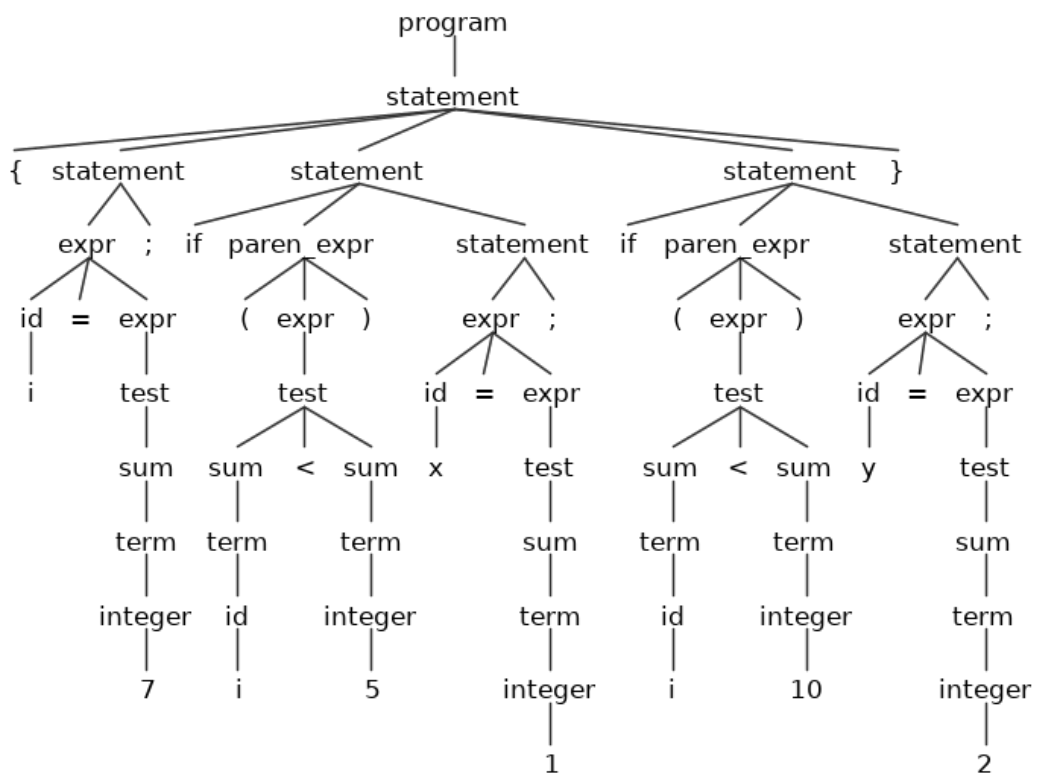 program
statement
{ statement statement statement }
expr ; if paren_expr statement if paren_expr statement
id = expr ( expr ) expr ; ( expr ) expr ;
i test test id = expr test id = expr
sum sum < sum x test sum < sum y test
term term term sum term term sum
integer id integer term id integer term
7 i 5 integer i 10 integer
1 2